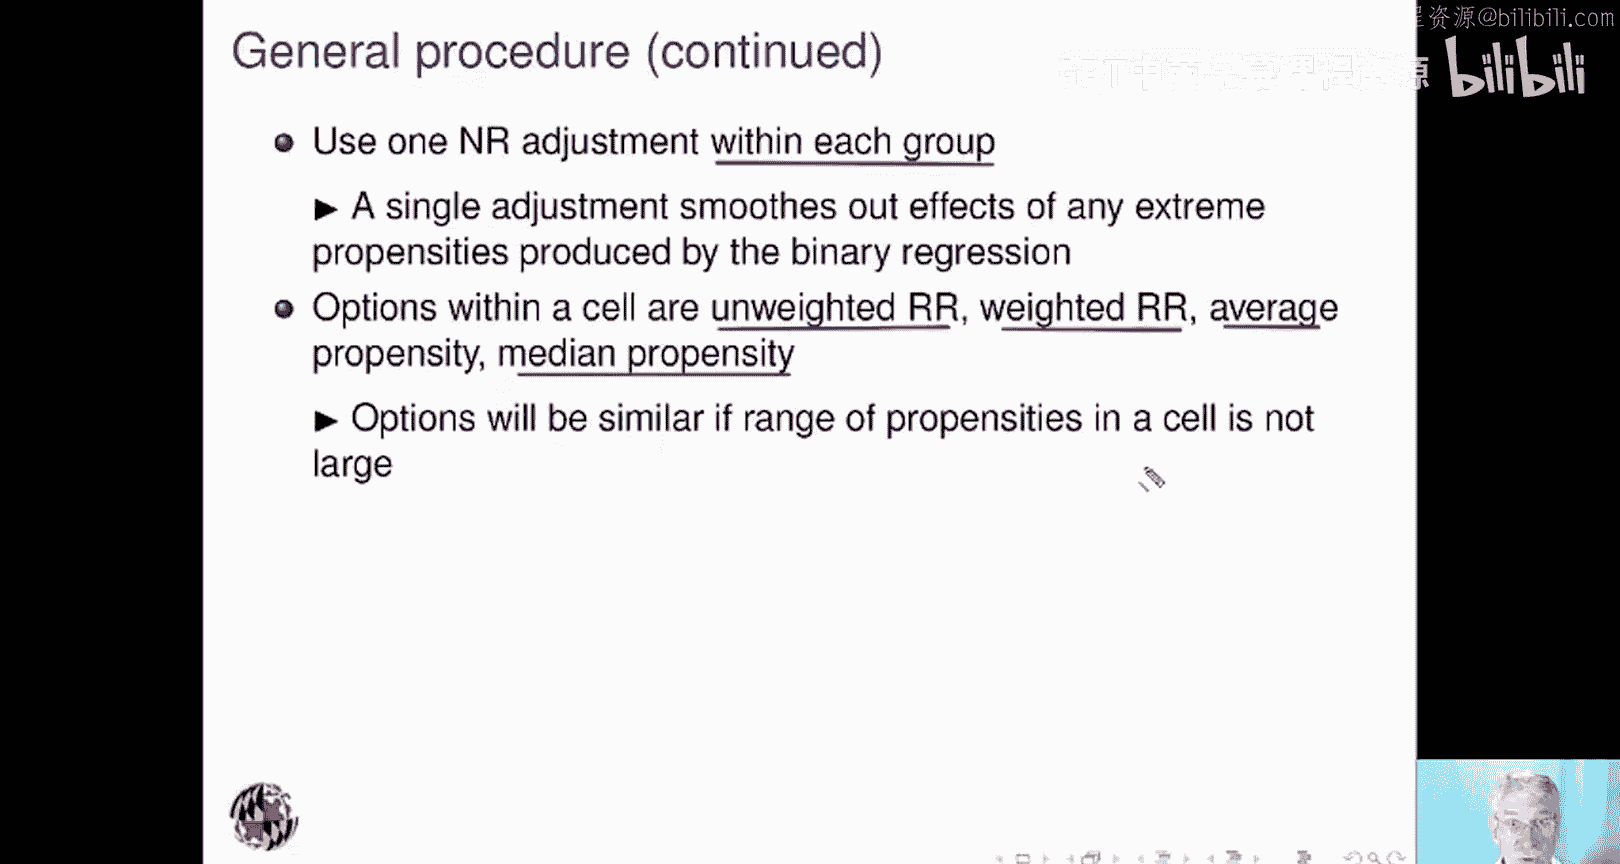 资源@bilibili.com
bilibili
General procedure (continued)
Use one NR adjustment within each group
A single adjustment smoothes out effects of any extreme
propensities produced by the binary regression
Options within a cell are unweighted RR, weighted RR, average
propensity, median propensity
Options will be similar if range of propensities in a cell is not
large